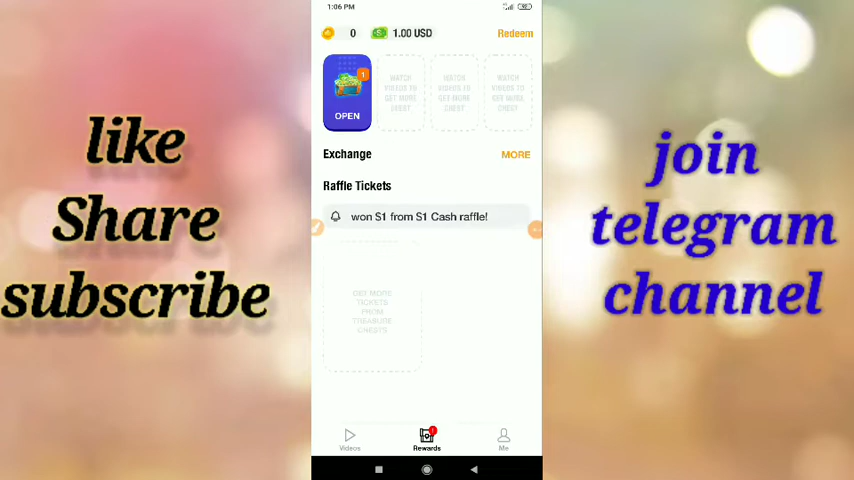 like
Share
subscribe
1:06 PM
0 1.00 USD Redeem
1
OPEN
WATCH
VIDEOS TO
GET MORE
CHEST
WATCH
VIDEOS TO
GET MORE
CHEST
WATCH
VIDEOS TO
GET MORE
CHEST
Exchange MORE
Raffle Tickets
won $1 from $1 Cash raffle!
GET MORE
TICKETS
FROM
TREASURE
CHESTS
Videos Rewards Me
1
join
telegram
channel